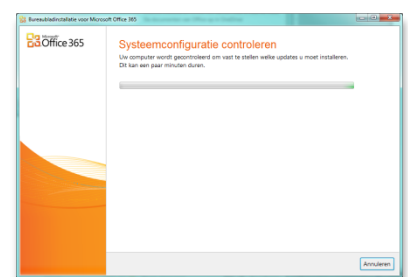 Bureaubladinstallatie voor Microsoft Office 365
Microsoft
Office 365
Systeemconfiguratie controleren
Uw computer wordt gecontroleerd om vast te stellen welke updates u moet installeren.
Dit kan een paar minuten duren.
Annuleren